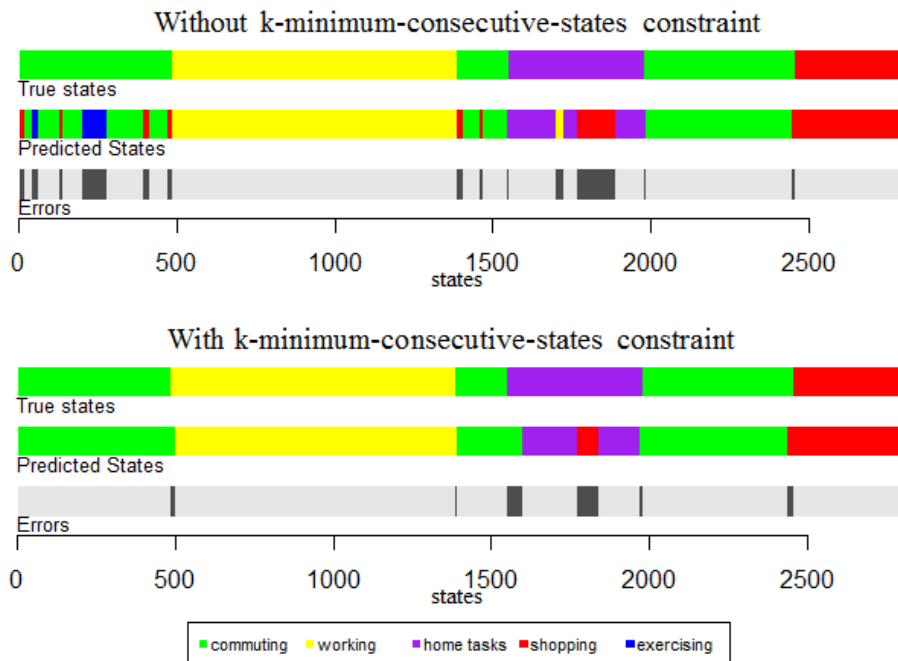 Without k-minimum-consecutive-states constraint
True states
Predicted States
Errors
0 500 1000 1500 2000 2500
states
With k-minimum-consecutive-states constraint
True states
Predicted States
Errors
0 500 1000 1500 2000 2500
states
commuting working home tasks shopping exercising